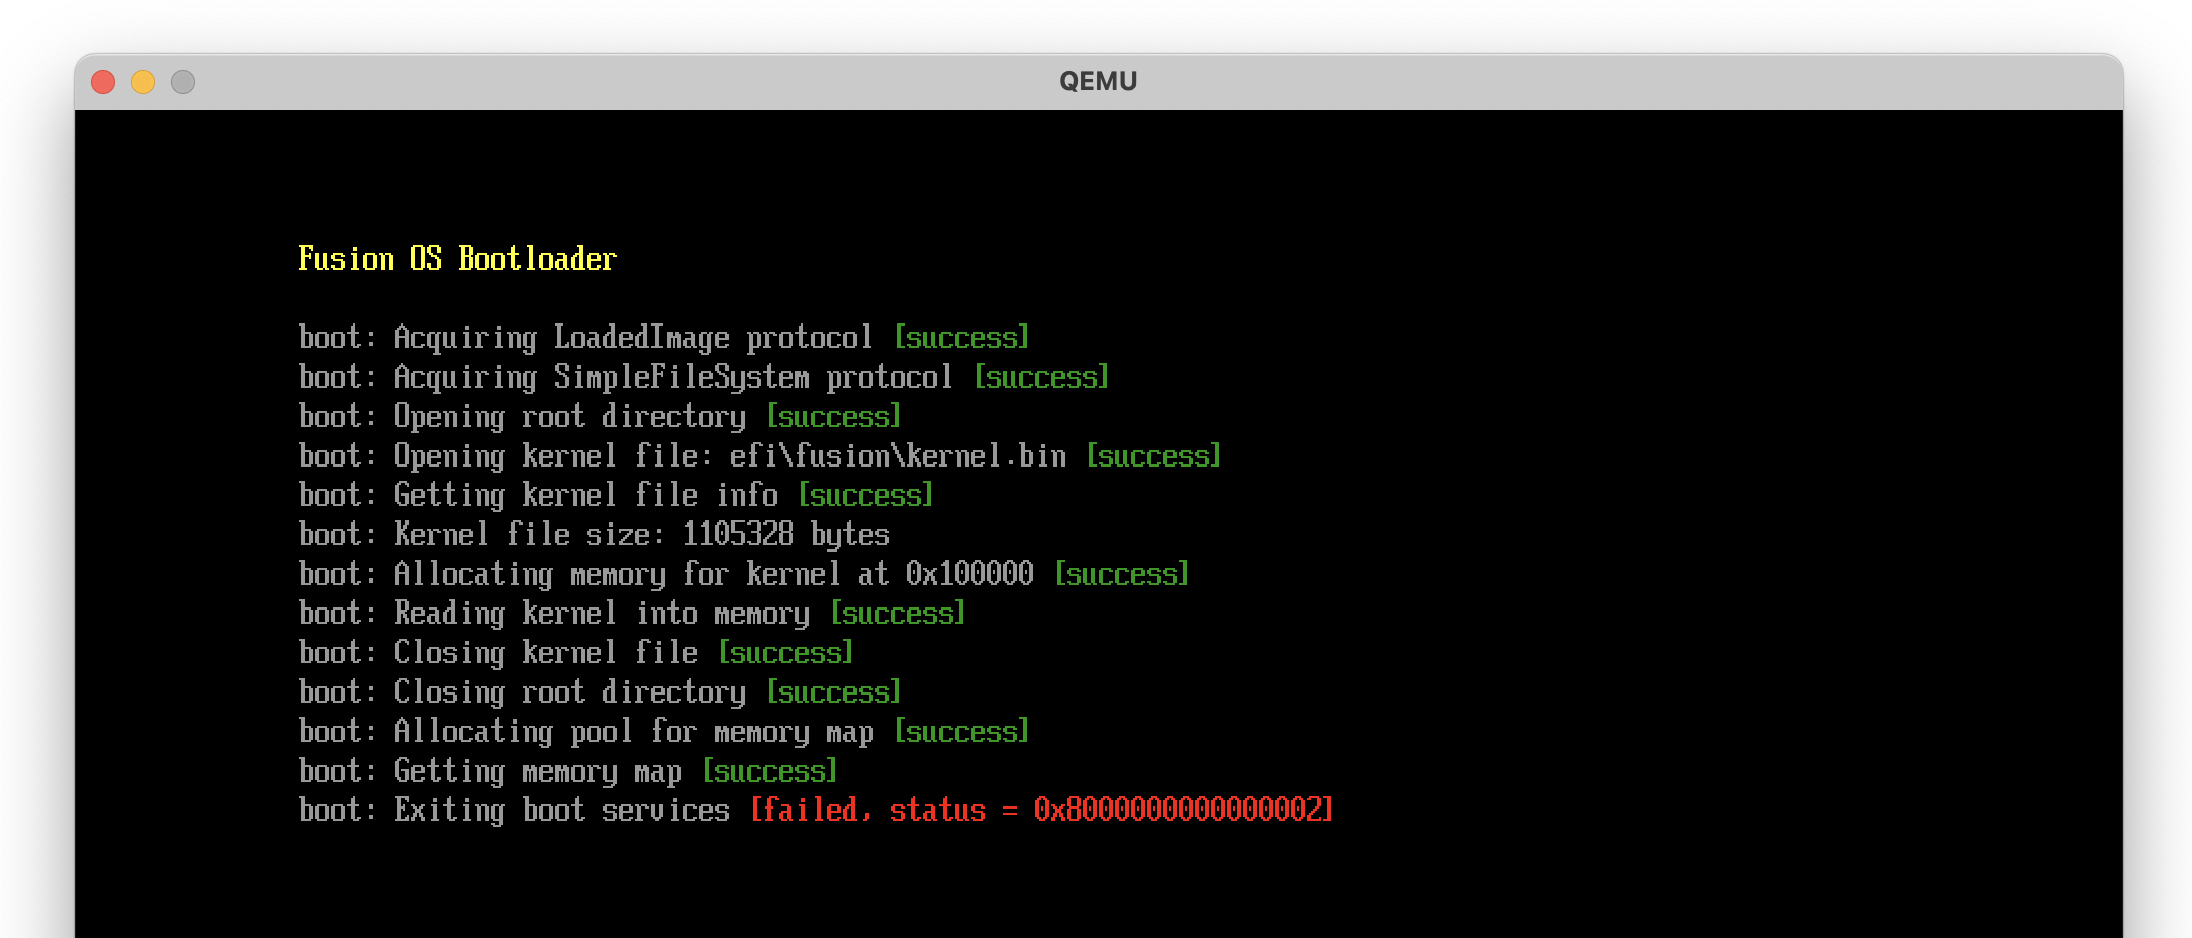 QEMU
Fusion OS Bootloader
boot: Acquiring LoadedImage protocol [success]
boot: Acquiring SimpleFileSystem protocol [success]
boot: Opening root directory [success]
boot: Opening kernel file: efi\fusion\kernel.bin [success]
boot: Getting kernel file info [success]
boot: Kernel file size: 1105328 bytes
boot: Allocating memory for kernel at 0x100000 [success]
boot: Reading kernel into memory [success]
boot: Closing kernel file [success]
boot: Closing root directory [success]
boot: Allocating pool for memory map [success]
boot: Getting memory map [success]
boot: Exiting boot services [failed, status = 0x8000000000000002]